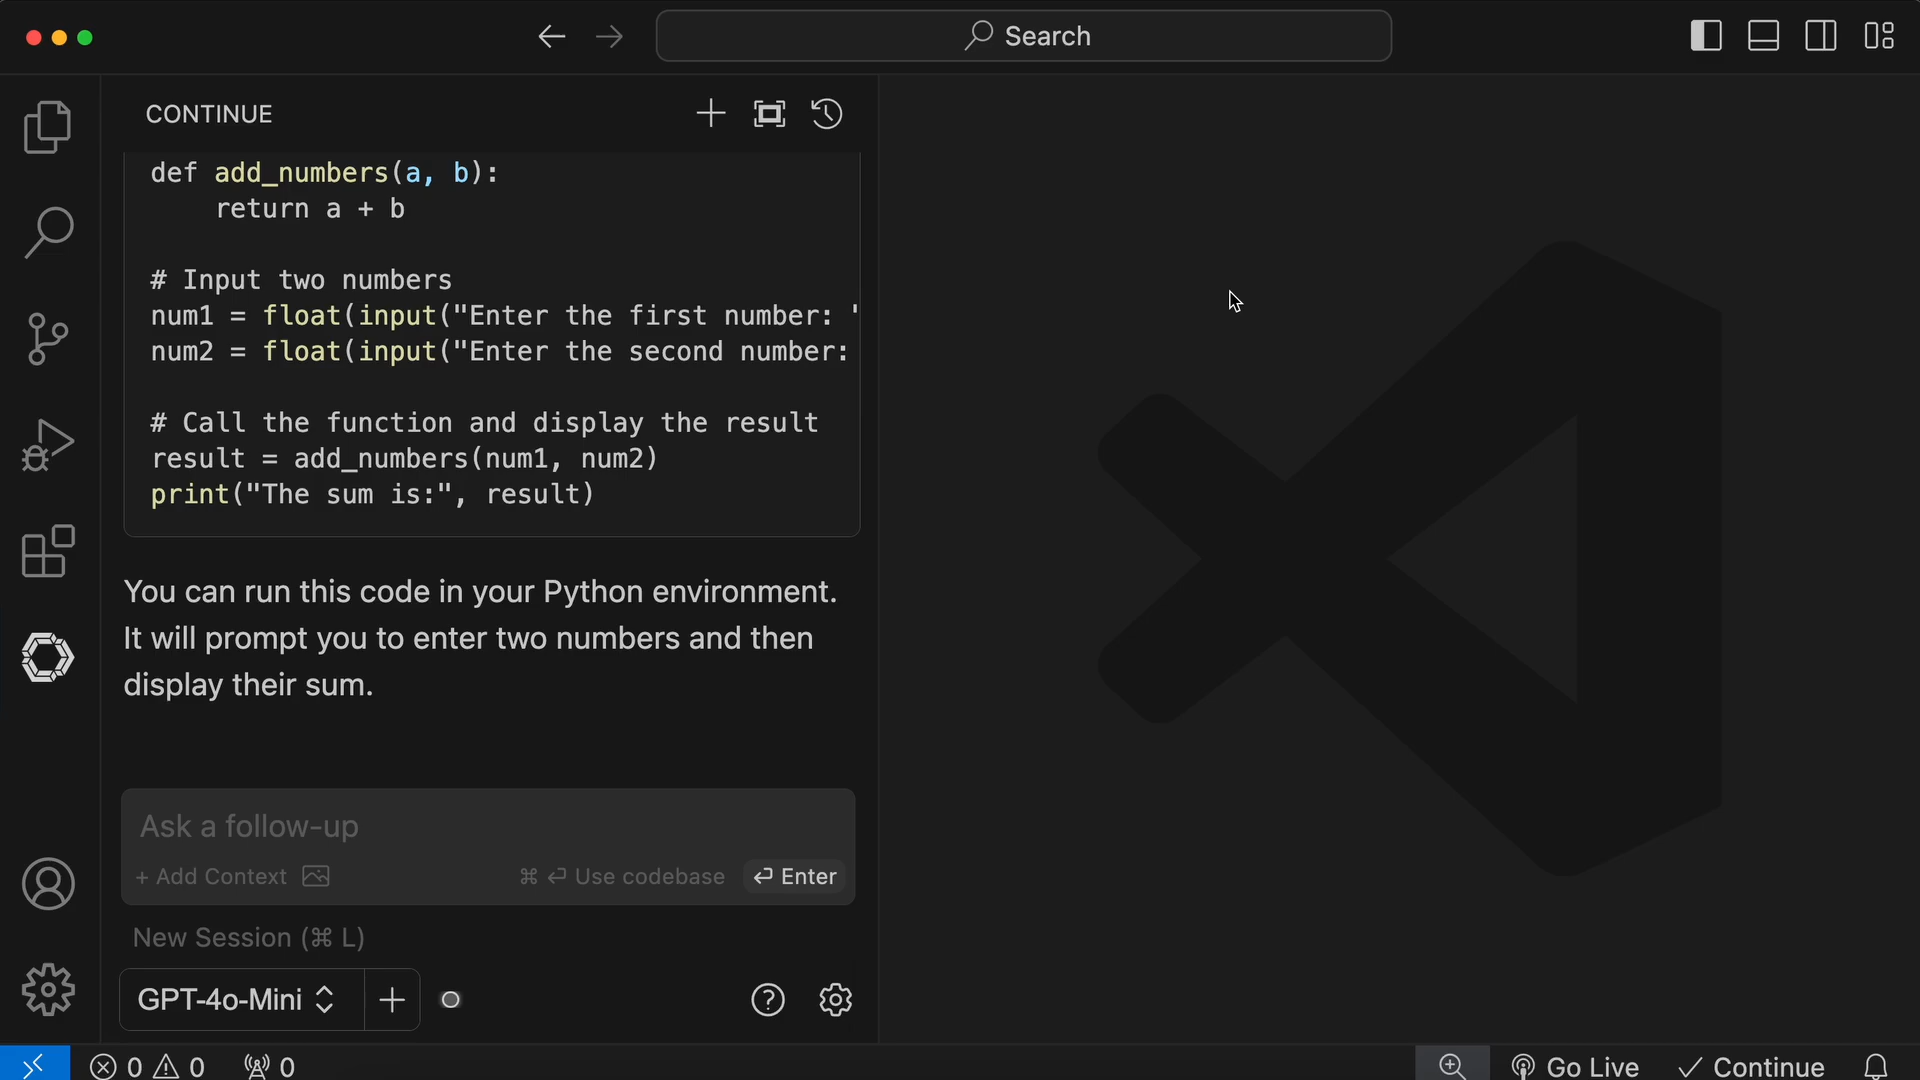 Search
CONTINUE
def add_numbers(a, b):
    return a + b
# Input two numbers
num1 = float(input("Enter the first number: '
num2 = float(input("Enter the second number:
# Call the function and display the result
result = add_numbers(num1, num2)
print("The sum is:", result)
You can run this code in your Python environment.
It will prompt you to enter two numbers and then
display their sum.
Ask a follow-up
+ Add Context ⌘ ⏎ Use codebase ⏎ Enter
New Session (⌘ L)
GPT-4o-Mini
0 0 0 Go Live Continue